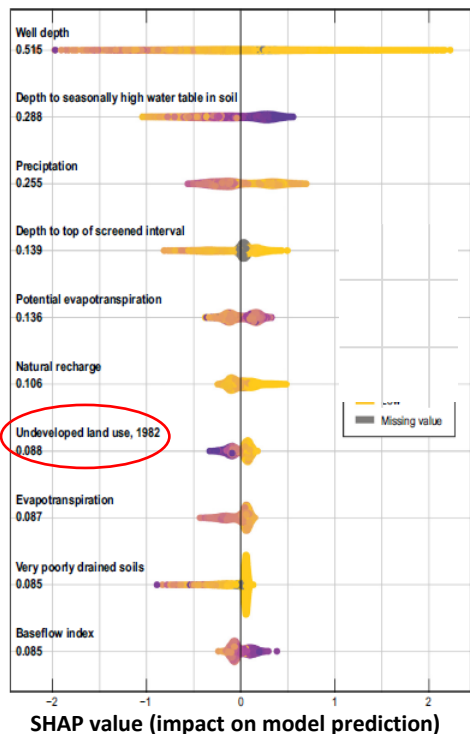 Well depth
0.516
Depth to seasonally high water table in soil
0.288
Preciptation
0.255
Depth to top of screened interval
0.139
Potential evapotranspiration
0.136
Natural recharge
0.106
Missing value
Undeveloped land use, 1982
0.088
Evapotranspiration
0.087
Very poorly drained soils
0.085
Baseflow index
0.085
−2 −1 0 1 2
SHAP value (impact on model prediction)